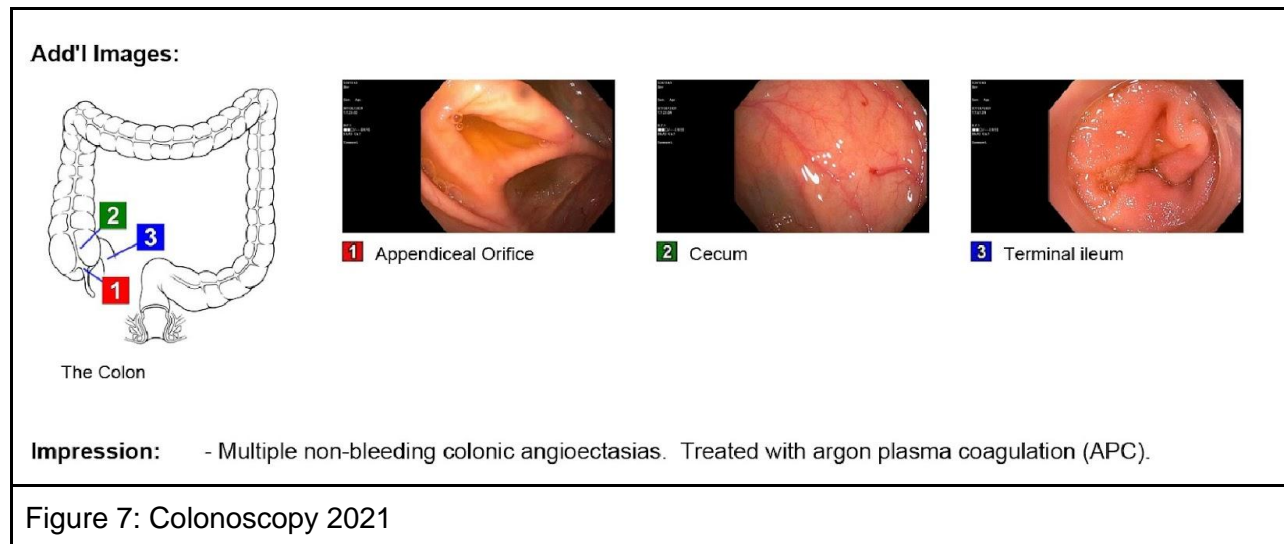 Add'l Images:
2
3
1
The Colon
1 Appendiceal Orifice
2 Cecum
3 Terminal ileum
Impression: - Multiple non-bleeding colonic angioectasias. Treated with argon plasma coagulation (APC).
Figure 7: Colonoscopy 2021